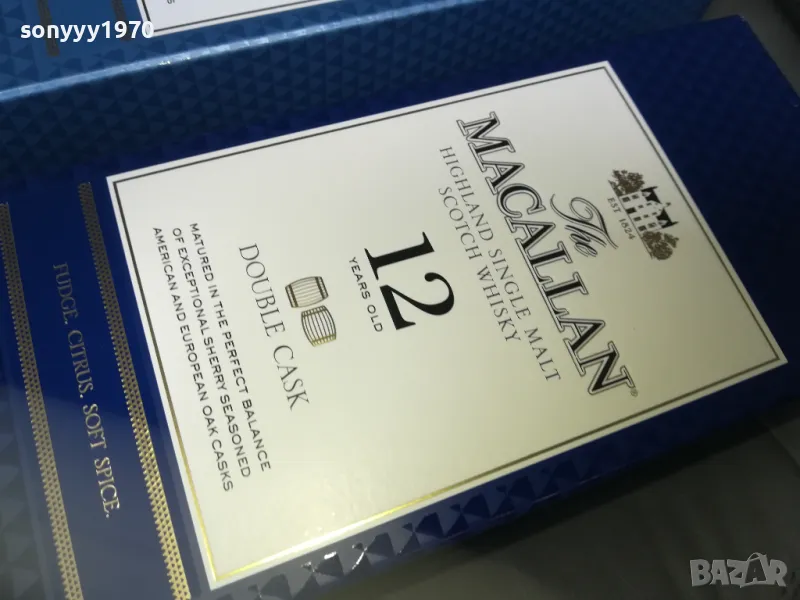 sonyyy1970
EST. 1824
The
MACALLAN®
HIGHLAND SINGLE MALT
SCOTCH WHISKY
12
YEARS OLD
DOUBLE CASK
MATURED IN THE PERFECT BALANCE
OF EXCEPTIONAL SHERRY SEASONED
AMERICAN AND EUROPEAN OAK CASKS
FUDGE. CITRUS. SOFT SPICE.
BAZAR